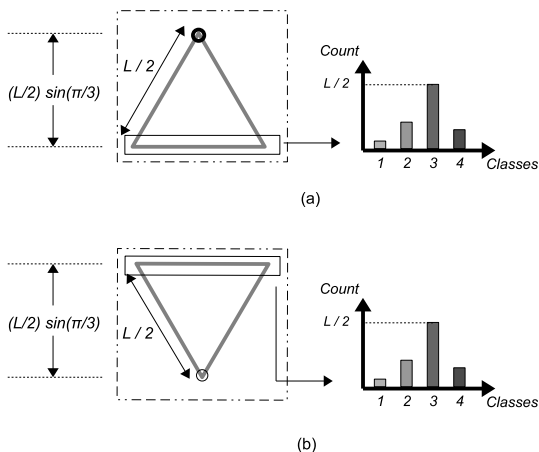 Count
L / 2
L / 2
(L/2) sin(π/3)
1 2 3 4 Classes
(a)
Count
(L/2) sin(π/3)
L / 2
L / 2
1 2 3 4 Classes
(b)